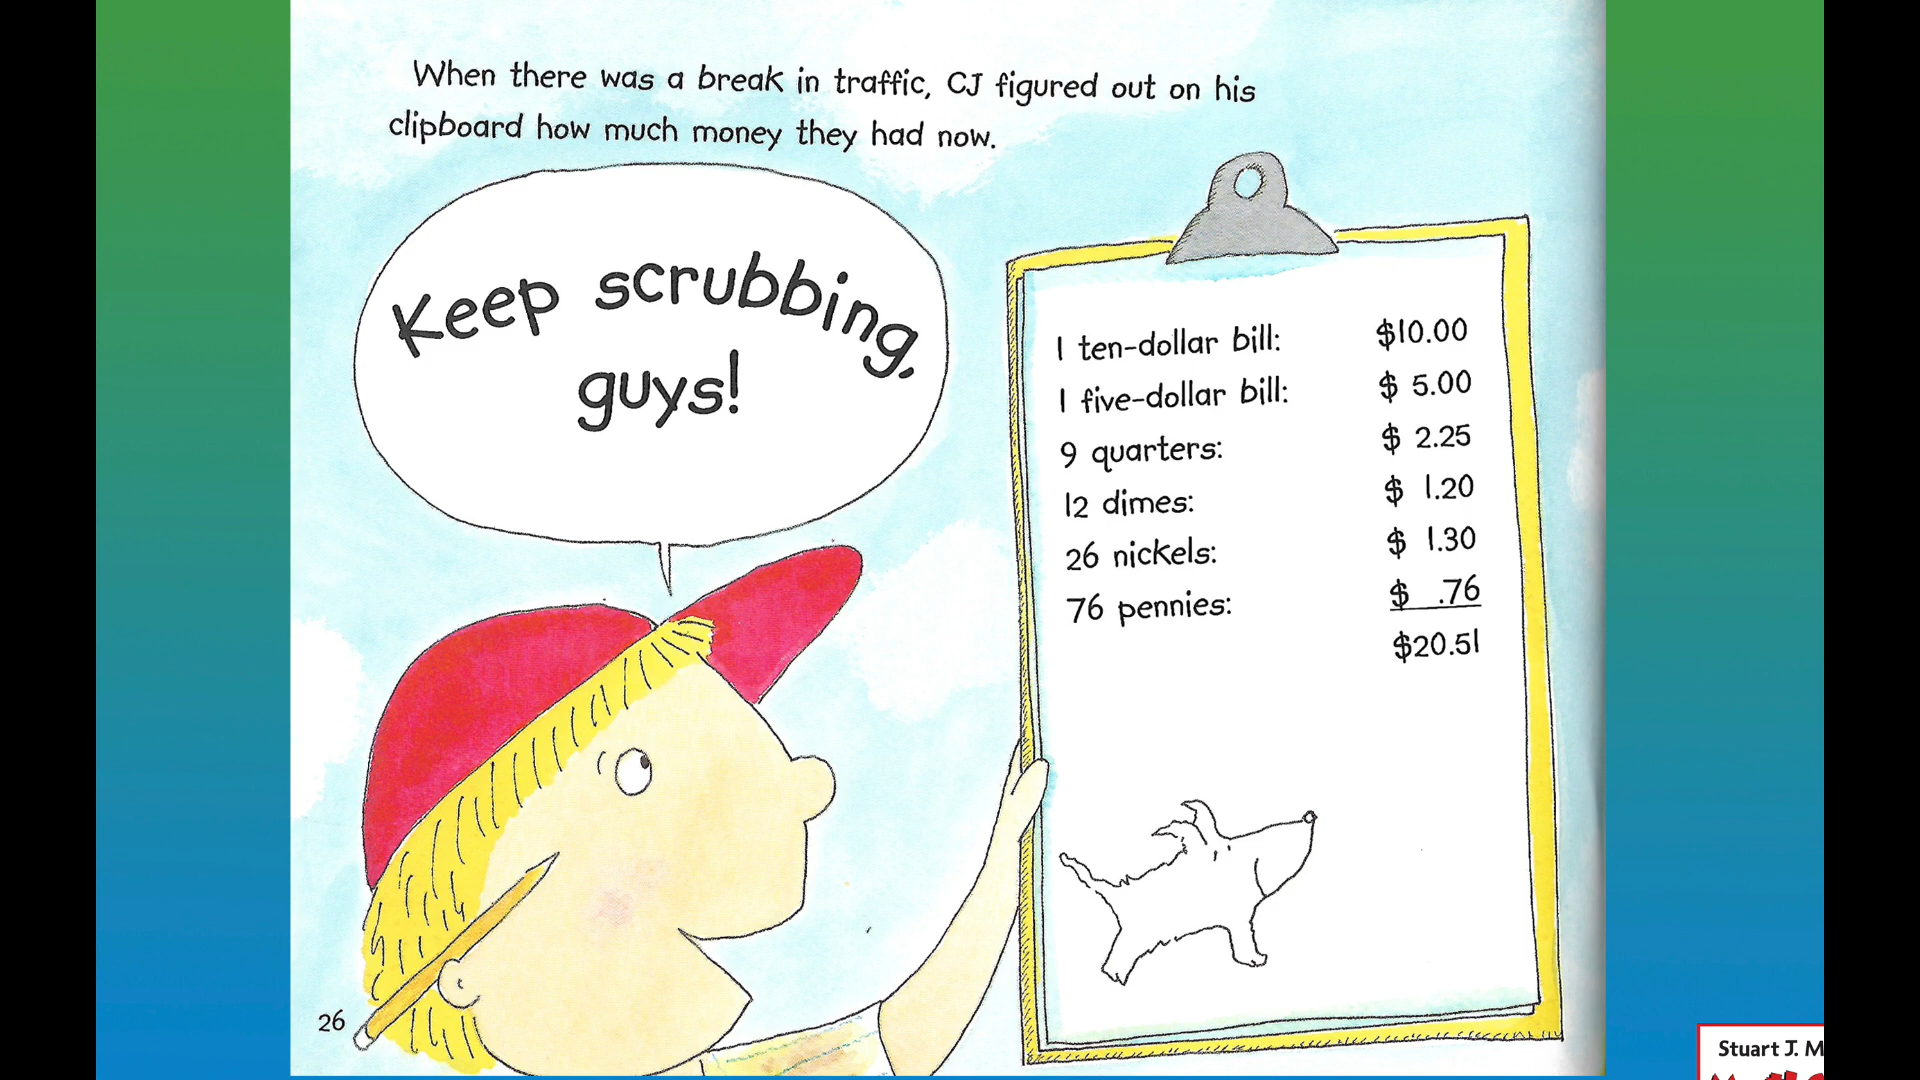 When there was a break in traffic, CJ figured out on his
clipboard how much money they had now.
Keep scrubbing,
guys!
1 ten-dollar bill: $10.00
1 five-dollar bill: $ 5.00
9 quarters: $ 2.25
12 dimes: $ 1.20
26 nickels: $ 1.30
76 pennies: $ .76
$20.51
26
Stuart J. M